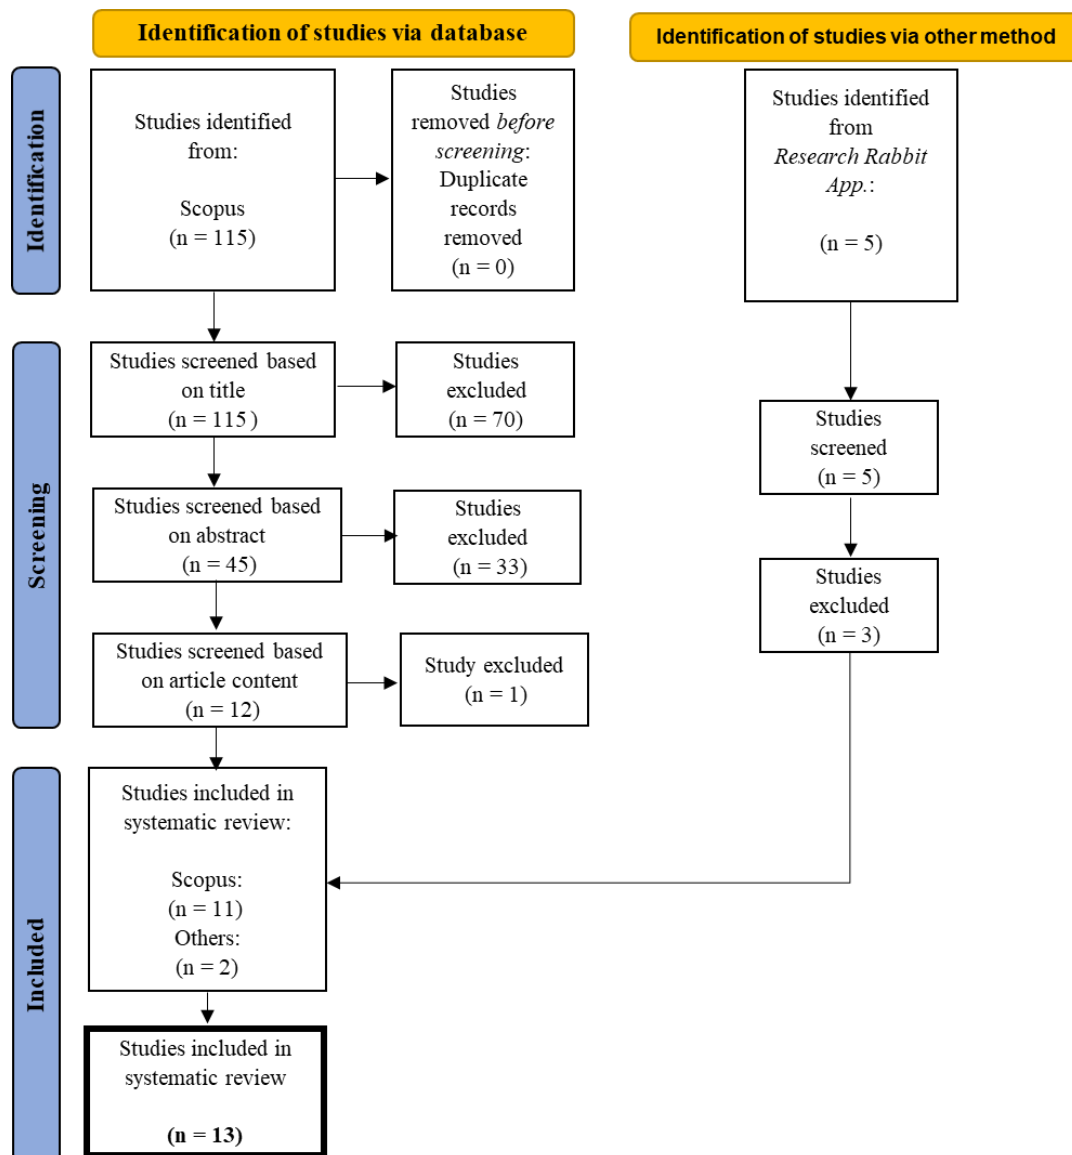 Identification of studies via database
Identification of studies via other method
Identification
Studies identified
from:
Scopus
(n = 115)
Studies
removed before
screening:
Duplicate
records
removed
(n = 0)
Studies identified
from
Research Rabbit
App.:
(n = 5)
Screening
Studies screened based
on title
(n = 115)
Studies
excluded
(n = 70)
Studies
screened
(n = 5)
Studies screened based
on abstract
(n = 45)
Studies
excluded
(n = 33)
Studies
excluded
(n = 3)
Studies screened based
on article content
(n = 12)
Study excluded
(n = 1)
Included
Studies included in
systematic review:
Scopus:
(n = 11)
Others:
(n = 2)
Studies included in
systematic review
(n = 13)